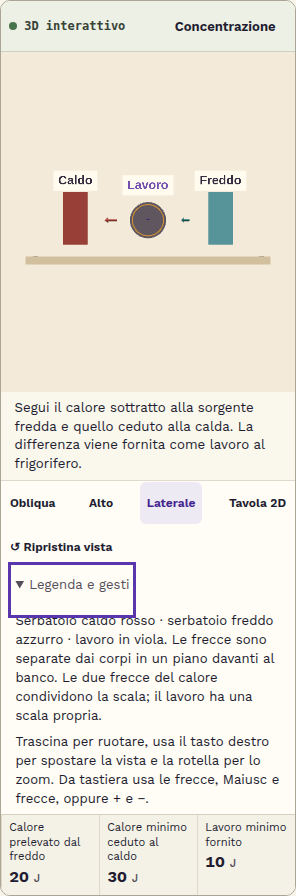 3D interattivo
Concentrazione
Caldo
Lavoro
Freddo
Segui il calore sottratto alla sorgente
fredda e quello ceduto alla calda. La
differenza viene fornita come lavoro al
frigorifero.
Obliqua
Alto
Laterale
Tavola 2D
↺ Ripristina vista
▼ Legenda e gesti
Serbatoio caldo rosso · serbatoio freddo
azzurro · lavoro in viola. Le frecce sono
separate dai corpi in un piano davanti al
banco. Le due frecce del calore
condividono la scala; il lavoro ha una
scala propria.
Trascina per ruotare, usa il tasto destro
per spostare la vista e la rotella per lo
zoom. Da tastiera usa le frecce, Maiusc e
frecce, oppure + e −.
Calore
prelevato dal
freddo
20 J
Calore minimo
ceduto al
caldo
30 J
Lavoro minimo
fornito
10 J